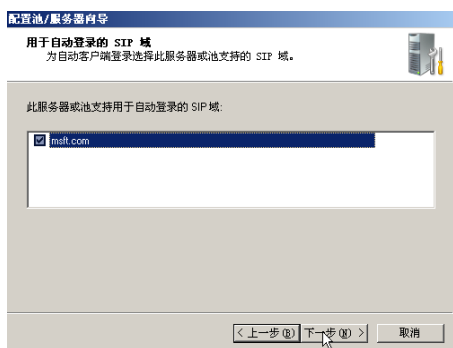 配置池/服务器向导
用于自动登录的 SIP 域
为自动客户端登录选择此服务器或池支持的 SIP 域。
此服务器或池支持用于自动登录的 SIP 域:
msft.com
< 上一步(B) 下一步(N) > 取消